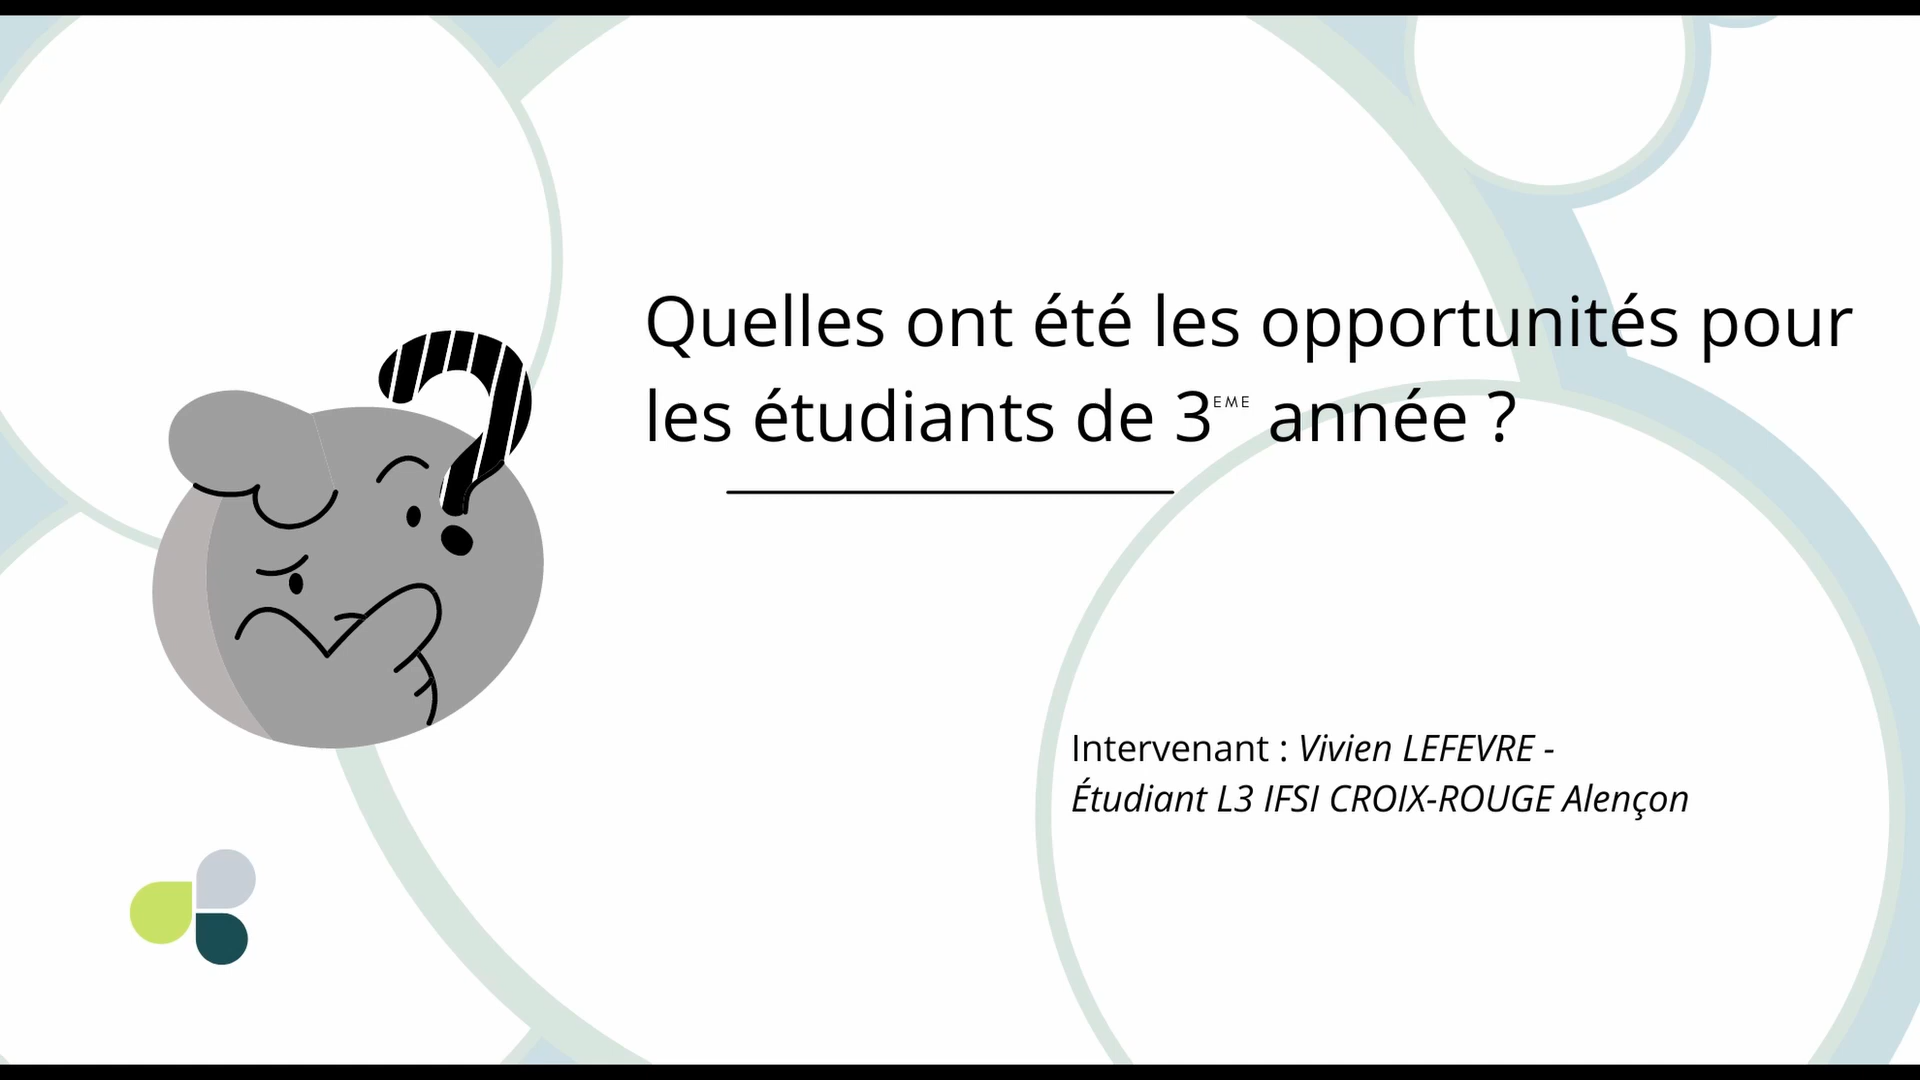 Quelles ont été les opportunités pour
les étudiants de 3EME année ?
Intervenant : Vivien LEFEVRE -
Étudiant L3 IFSI CROIX-ROUGE Alençon